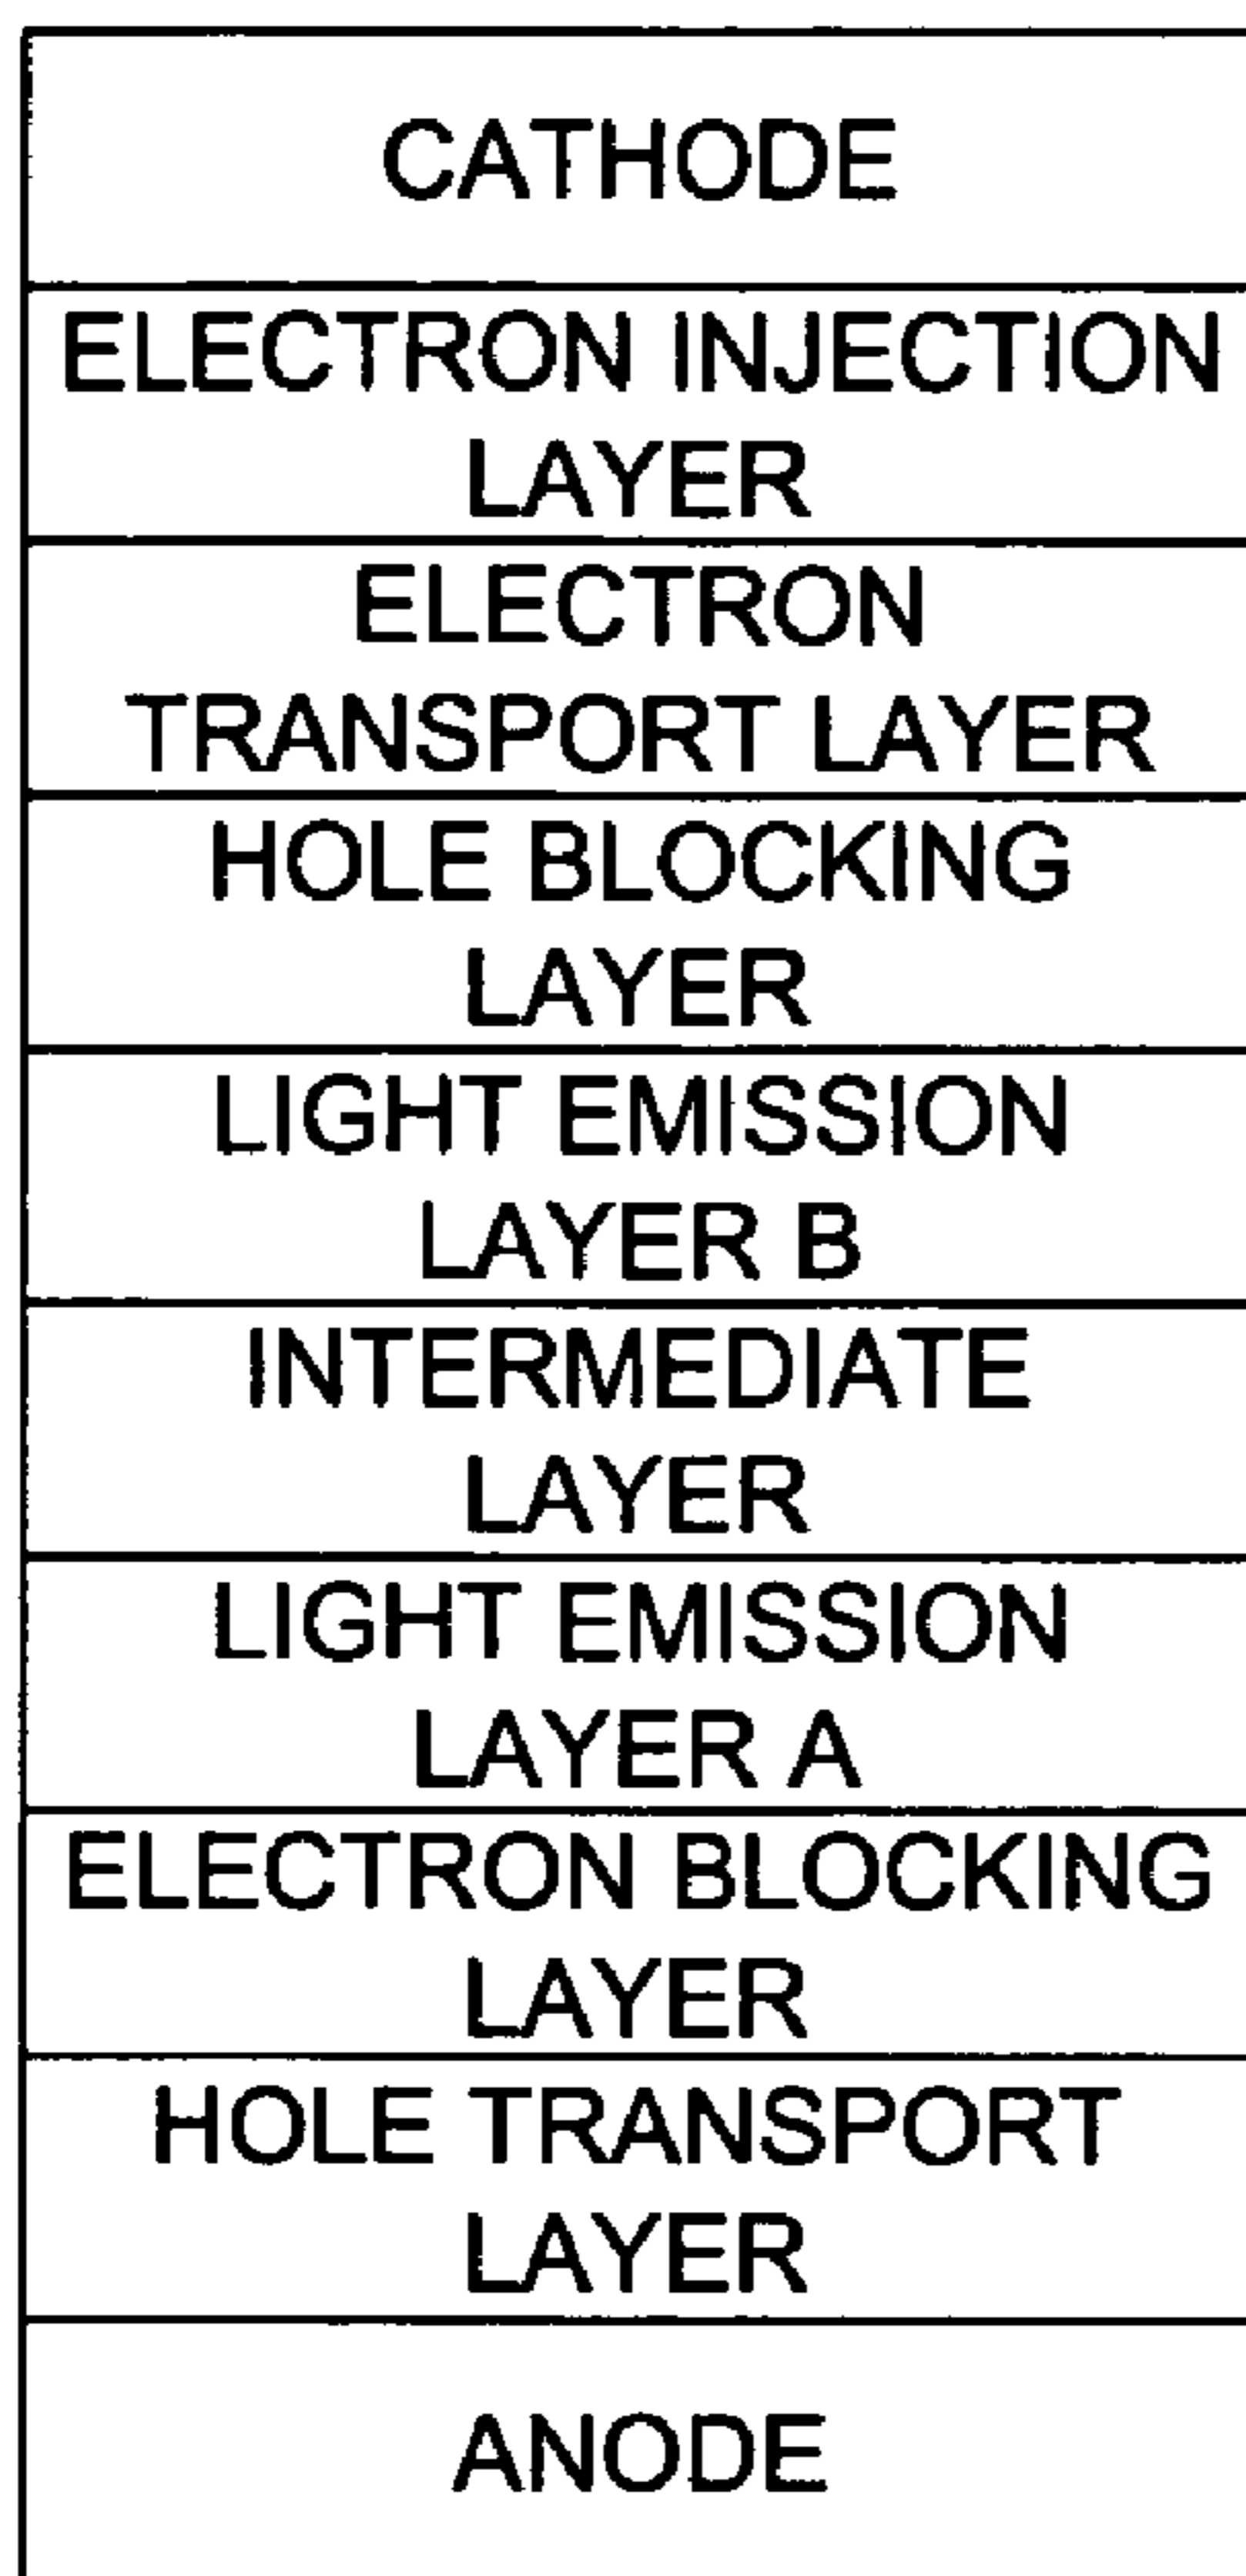 CATHODE
ELECTRON INJECTION
LAYER
ELECTRON
TRANSPORT LAYER
HOLE BLOCKING
LAYER
LIGHT EMISSION
LAYER B
INTERMEDIATE
LAYER
LIGHT EMISSION
LAYER A
ELECTRON BLOCKING
LAYER
HOLE TRANSPORT
LAYER
ANODE